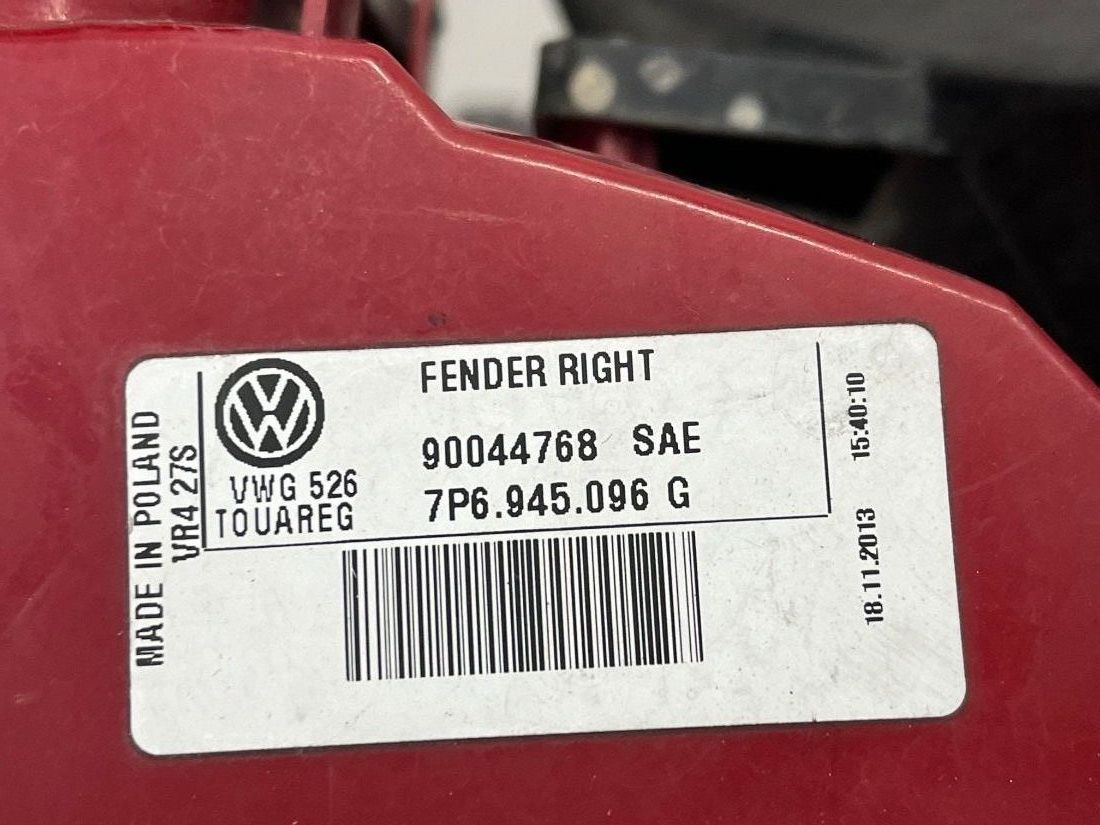 MADE IN POLAND
VR4 27S
VWG 526
TOUAREG
FENDER RIGHT
90044768 SAE
7P6.945.096 G
18.11.2013 15:40:10